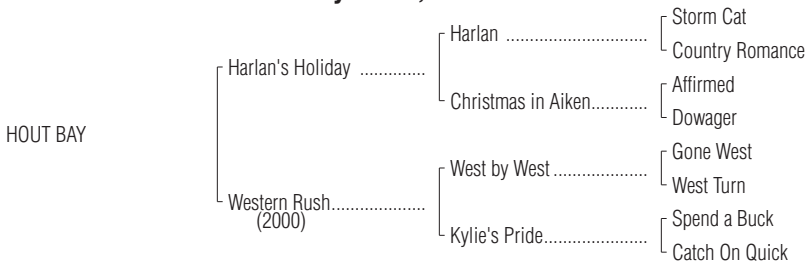 Storm Cat
Harlan ..............................
Country Romance
Harlan's Holiday ..............
Affirmed
Christmas in Aiken............
Dowager
HOUT BAY
Gone West
West by West ....................
West Turn
Western Rush....................
(2000)
Spend a Buck
Kylie's Pride......................
Catch On Quick